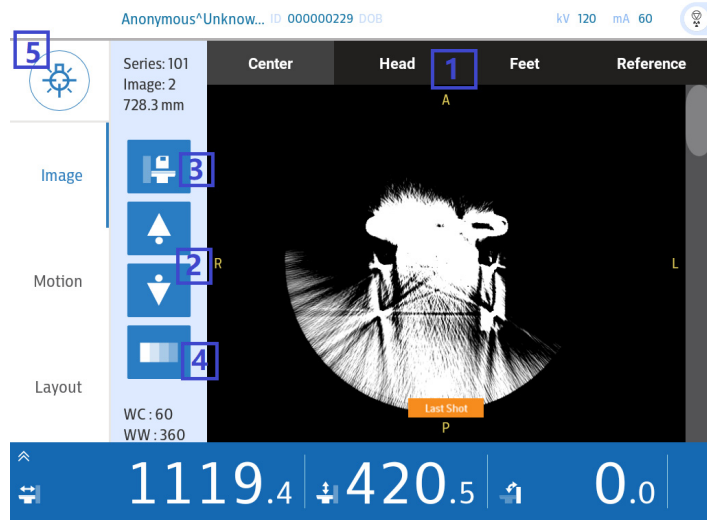 Anonymous^Unknow... ID 000000229 DOB kV 120 mA 60
5
Series: 101
Image: 2
728.3 mm
Center Head 1 Feet Reference
A
Image
3
2
R
L
Motion
4
Layout
Last Shot
WC : 60
WW : 360
P
1119.4 420.5 0.0